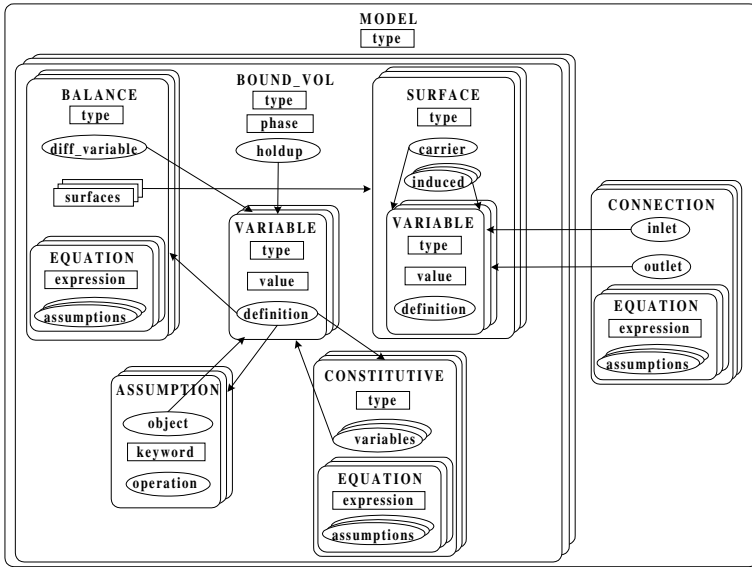 MODEL
type
BALANCE
type
diff_variable
surfaces
EQUATION
expression
assumptions
BOUND_VOL
type
phase
holdup
VARIABLE
type
value
definition
SURFACE
type
carrier
induced
VARIABLE
type
value
definition
CONNECTION
inlet
outlet
EQUATION
expression
assumptions
ASSUMPTION
object
keyword
operation
CONSTITUTIVE
type
variables
EQUATION
expression
assumptions